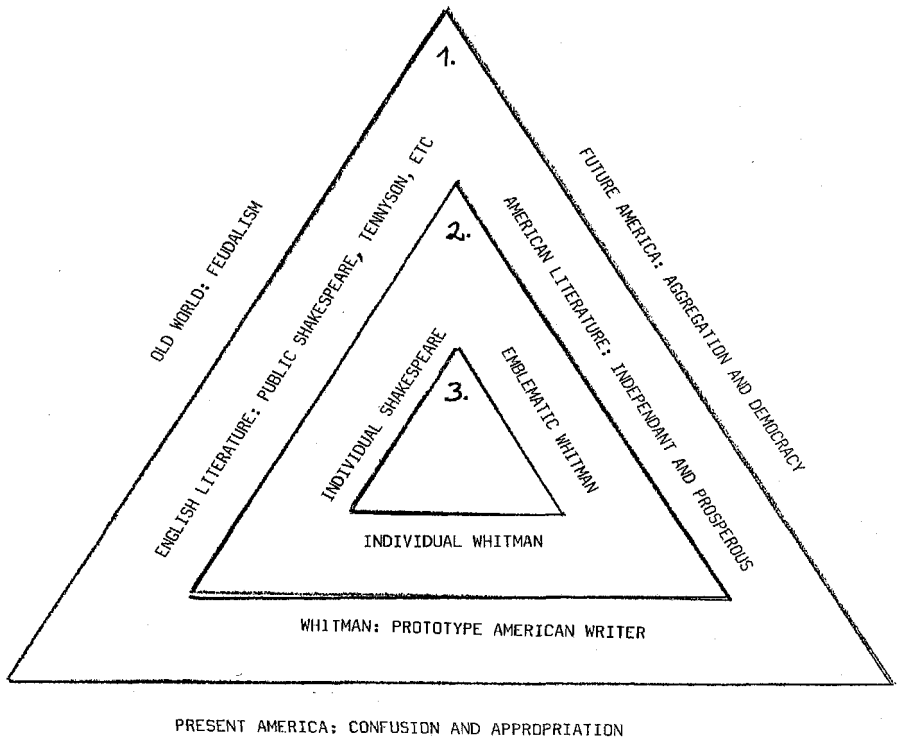 1.
OLD WORLD: FEUDALISM
FUTURE AMERICA: AGGREGATION AND DEMOCRACY
ENGLISH LITERATURE: PUBLIC SHAKESPEARE, TENNYSON, ETC
2.
AMERICAN LITERATURE: INDEPENDANT AND PROSPEROUS
INDIVIDUAL SHAKESPEARE
3.
EMBLEMATIC WHITMAN
INDIVIDUAL WHITMAN
WHITMAN: PROTOTYPE AMERICAN WRITER
PRESENT AMERICA: CONFUSION AND APPROPRIATION